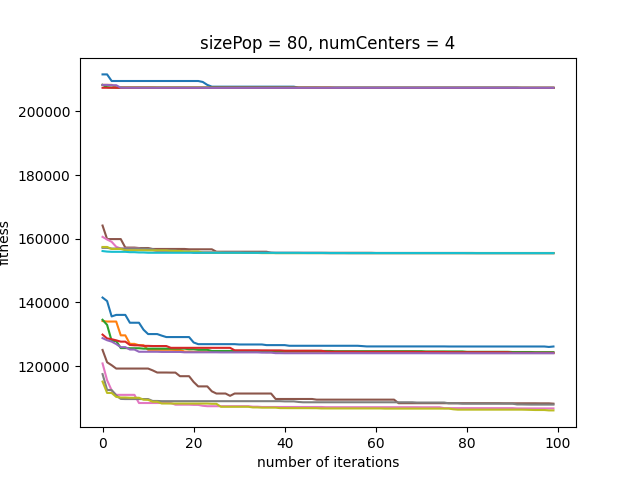 sizePop = 80, numCenters = 4
200000
180000
160000
140000
120000
fitness
0 20 40 60 80 100
number of iterations